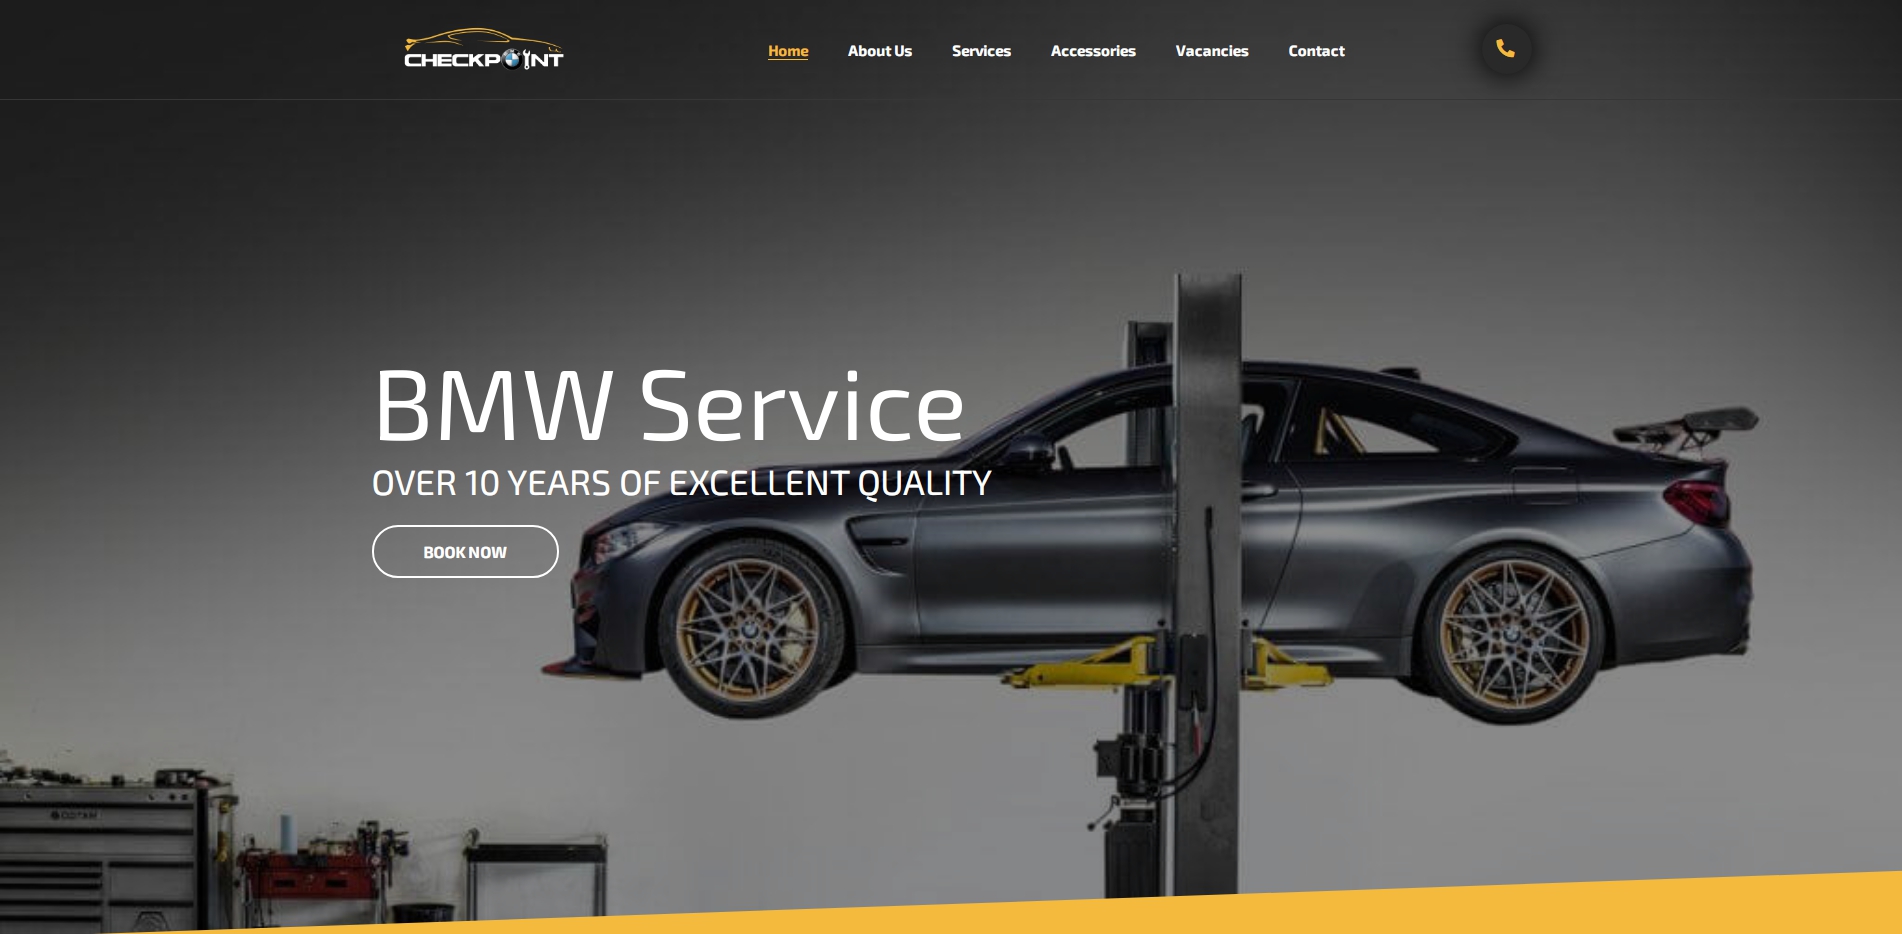 CHECKPOINT
Home About Us Services Accessories Vacancies Contact
BMW Service
OVER 10 YEARS OF EXCELLENT QUALITY
BOOK NOW